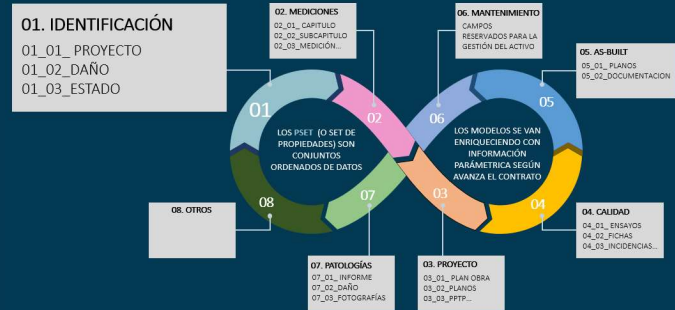 01. IDENTIFICACIÓN
01_01_ PROYECTO
01_02_DAÑO
01_03_ESTADO
02. MEDICIONES
02_01_ CAPITULO
02_02_SUBCAPITULO
02_03_MEDICIÓN...
06. MANTENIMIENTO
CAMPOS
RESERVADOS PARA LA
GESTIÓN DEL ACTIVO
05. AS-BUILT
05_01_ PLANOS
05_02_DOCUMENTACION
01
02
06
05
LOS PSET (O SET DE
PROPIEDADES) SON
CONJUNTOS
ORDENADOS DE DATOS
LOS MODELOS SE VAN
ENRIQUECIENDO CON
INFORMACIÓN
PARÁMETRICA SEGÚN
AVANZA EL CONTRATO
08
07
03
04
08. OTROS
07. PATOLOGÍAS
07_01_ INFORME
07_02_DAÑO
07_03_FOTOGRAFÍAS
03. PROYECTO
03_01_ PLAN OBRA
03_02_PLANOS
03_03_PPTP...
04. CALIDAD
04_01_ ENSAYOS
04_02_FICHAS
04_03_INCIDENCIAS...